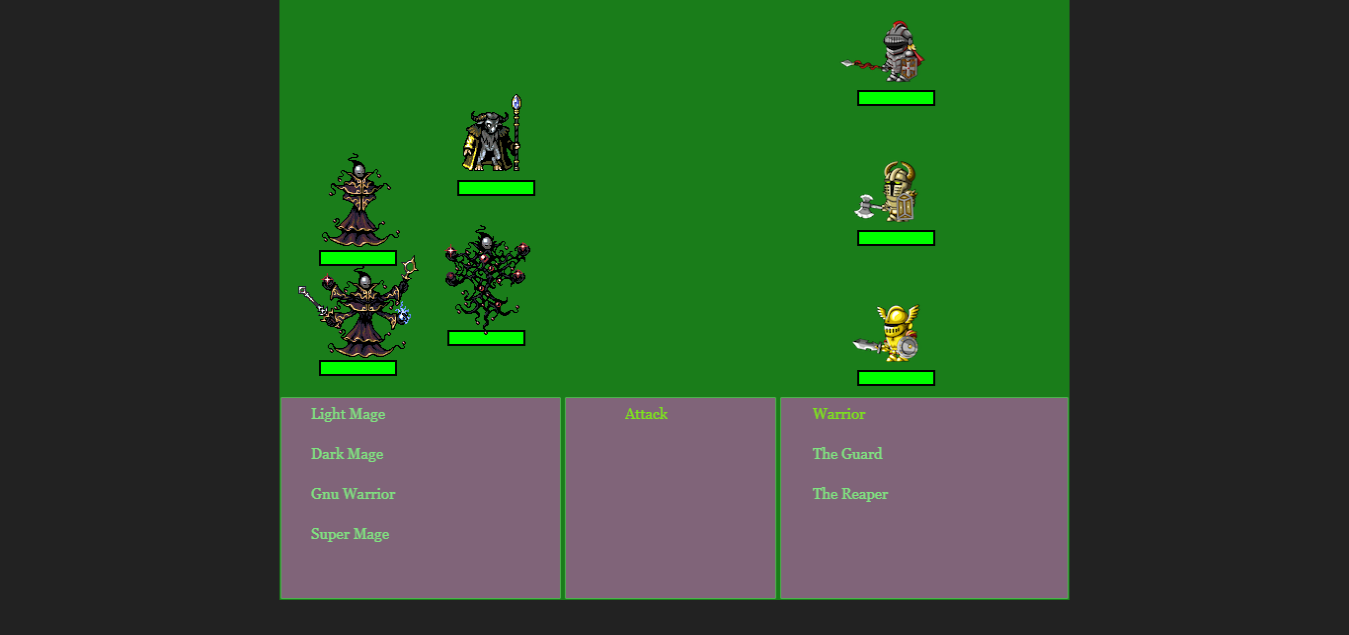 Light Mage
Dark Mage
Gnu Warrior
Super Mage
Attack
Warrior
The Guard
The Reaper